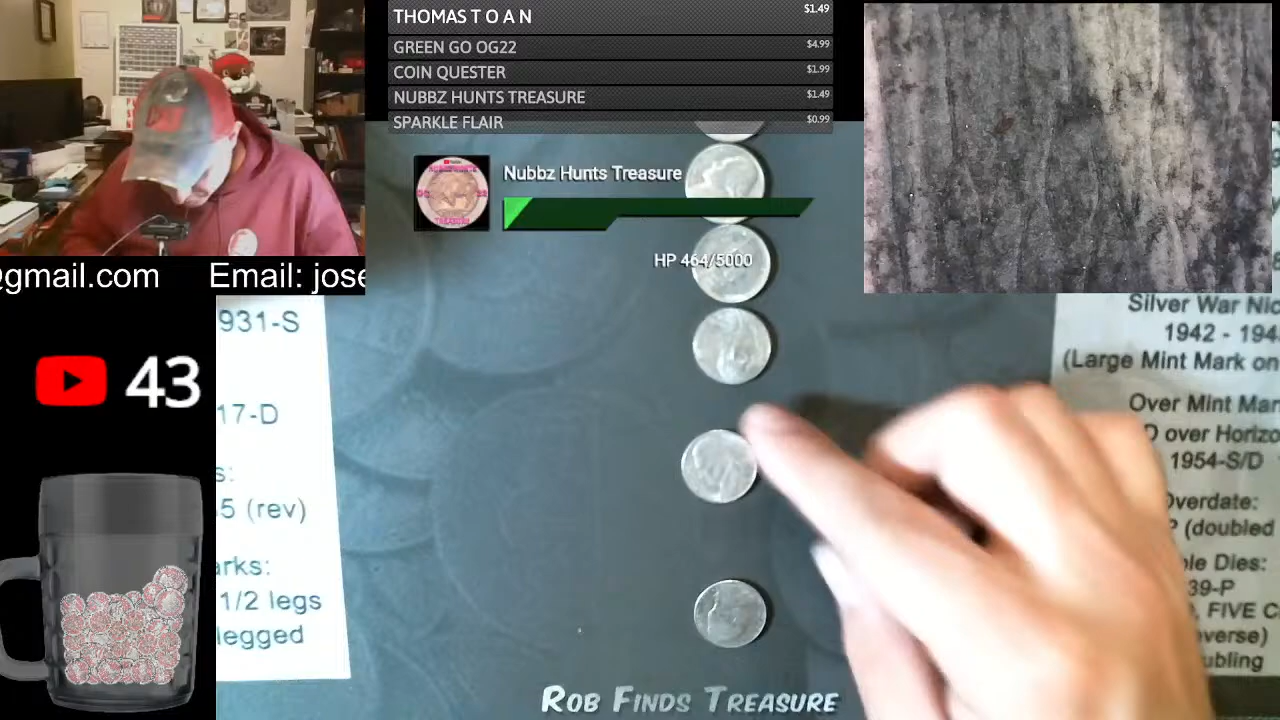 THOMAS T O A N $1.49
GREEN GO OG22 $4.99
COIN QUESTER $1.99
NUBBZ HUNTS TREASURE $1.49
SPARKLE FLAIR $0.99
Nubbz Hunts Treasure
HP 464/5000
@gmail.com Email: jose
43
931-S
17-D
s:
5 (rev)
arks:
1/2 legs
legged
Silver War Nic
1942 - 194
(Large Mint Mark on
Over Mint Mar
D over Horizo
1954-S/D
Overdate:
P (doubled
ble Dies:
39-P
, FIVE C
verse)
ubling
ROB FINDS TREASURE